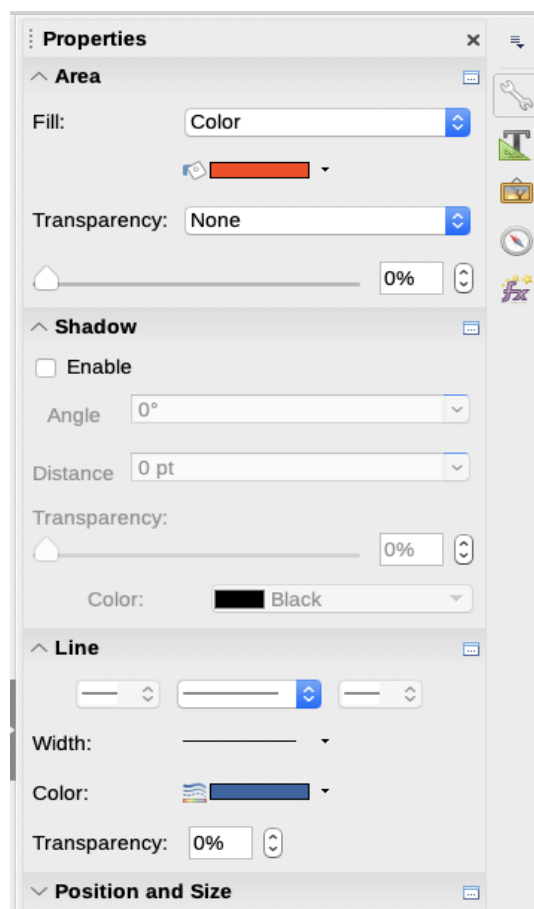 Properties
Area
Fill: Color
Transparency: None
0%
Shadow
Enable
Angle 0°
Distance 0 pt
Transparency:
0%
Color: Black
Line
Width:
Color:
Transparency: 0%
Position and Size